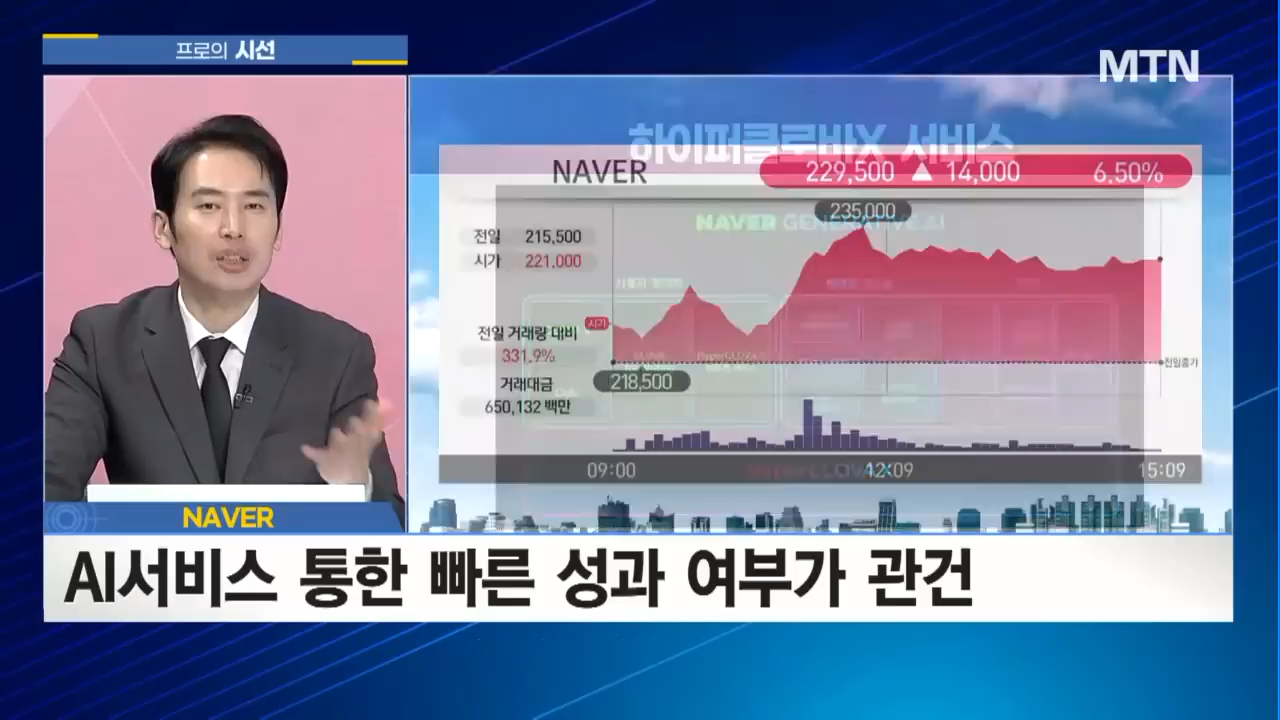 프로의 시선
MTN
하이퍼클로바X 서비스
NAVER
229,500 ▲ 14,000 6.50%
235,000
NAVER GENERATIVE AI
전일 215,500
시가 221,000
시가
전일 거래량 대비
331.9%
전일종가
218,500
거래대금
650,132 백만
09:00
12:09
15:09
NAVER
AI서비스 통한 빠른 성과 여부가 관건